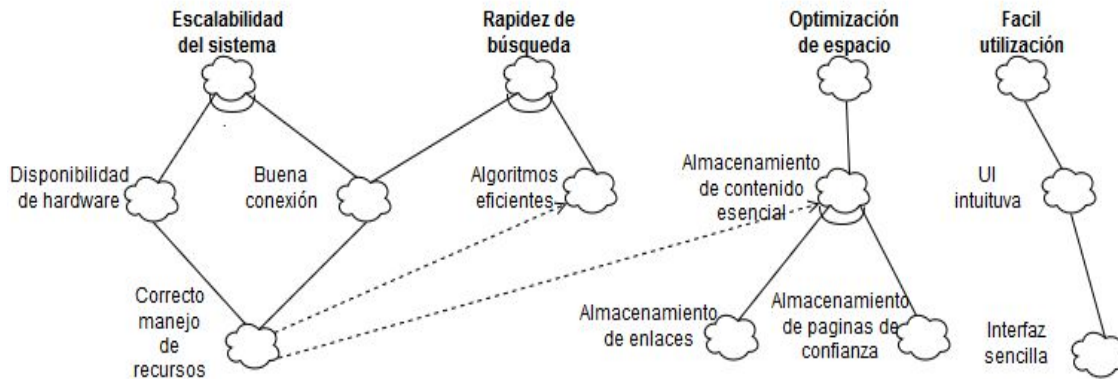 Escalabilidad
del sistema
Rapidez de
búsqueda
Optimización
de espacio
Facil
utilización
Disponibilidad
de hardware
Buena
conexión
Algoritmos
eficientes
Almacenamiento
de contenido
esencial
UI
intuituva
Correcto
manejo
de
recursos
Almacenamiento
de enlaces
Almacenamiento
de paginas de
confianza
Interfaz
sencilla